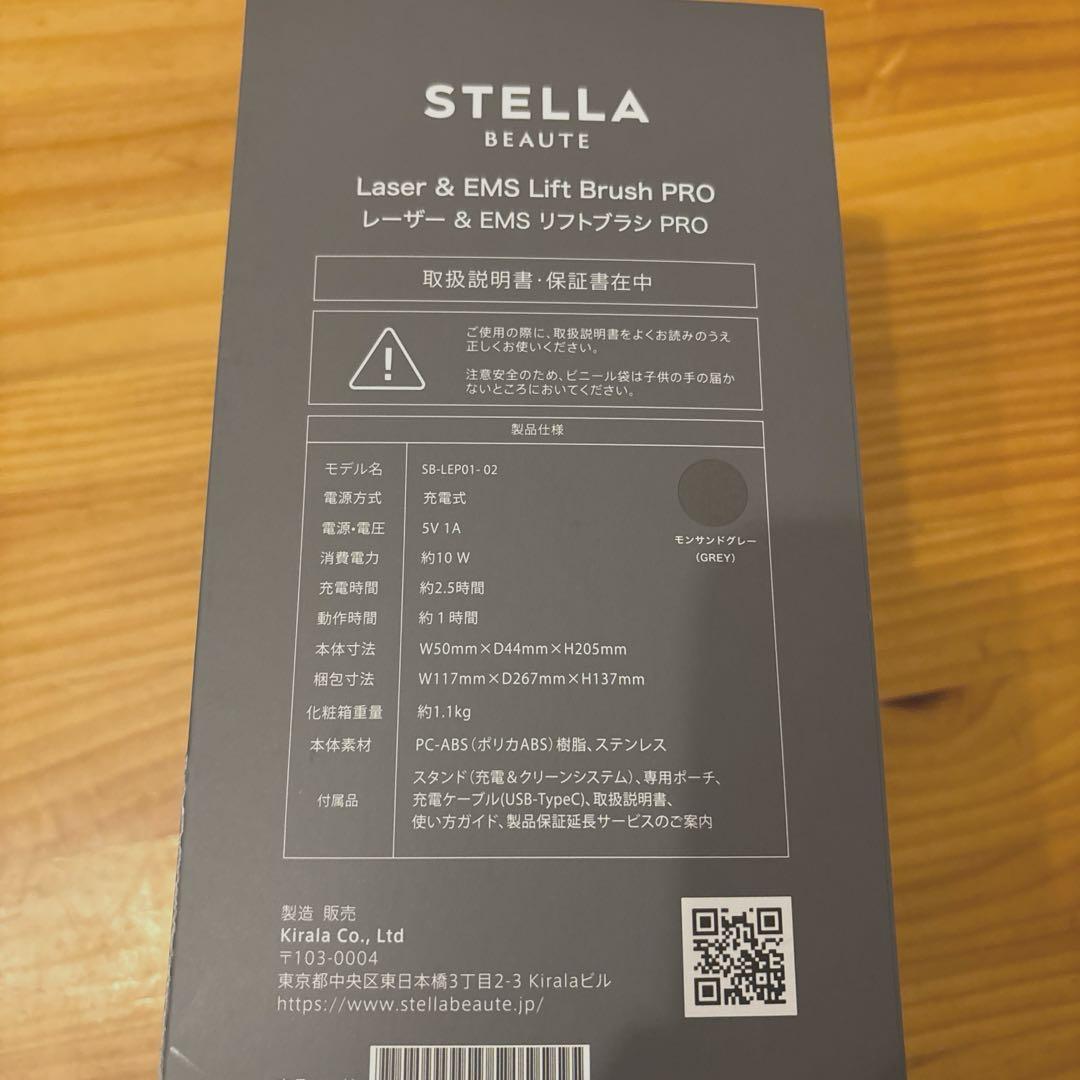 STELLA
BEAUTE
Laser & EMS Lift Brush PRO
レーザー & EMS リフトブラシ PRO
取扱説明書・保証書在中
ご使用の際に、取扱説明書をよくお読みのうえ
正しくお使いください。
注意安全のため、ビニール袋は子供の手の届か
ないところにおいてください。
製品仕様
モデル名 SB-LEP01- 02
電源方式 充電式
電源・電圧 5V 1A
消費電力 約10 W
充電時間 約2.5時間
動作時間 約 1 時間
本体寸法 W50mm×D44mm×H205mm
梱包寸法 W117mm×D267mm×H137mm
化粧箱重量 約1.1kg
本体素材 PC-ABS（ポリカABS）樹脂、ステンレス
付属品 スタンド（充電＆クリーンシステム）、専用ポーチ、
充電ケーブル(USB-TypeC)、取扱説明書、
使い方ガイド、製品保証延長サービスのご案内
モンサンドグレー
（GREY）
製造 販売
Kirala Co., Ltd
〒103-0004
東京都中央区東日本橋3丁目2-3 Kiralaビル
https://www.stellabeaute.jp/